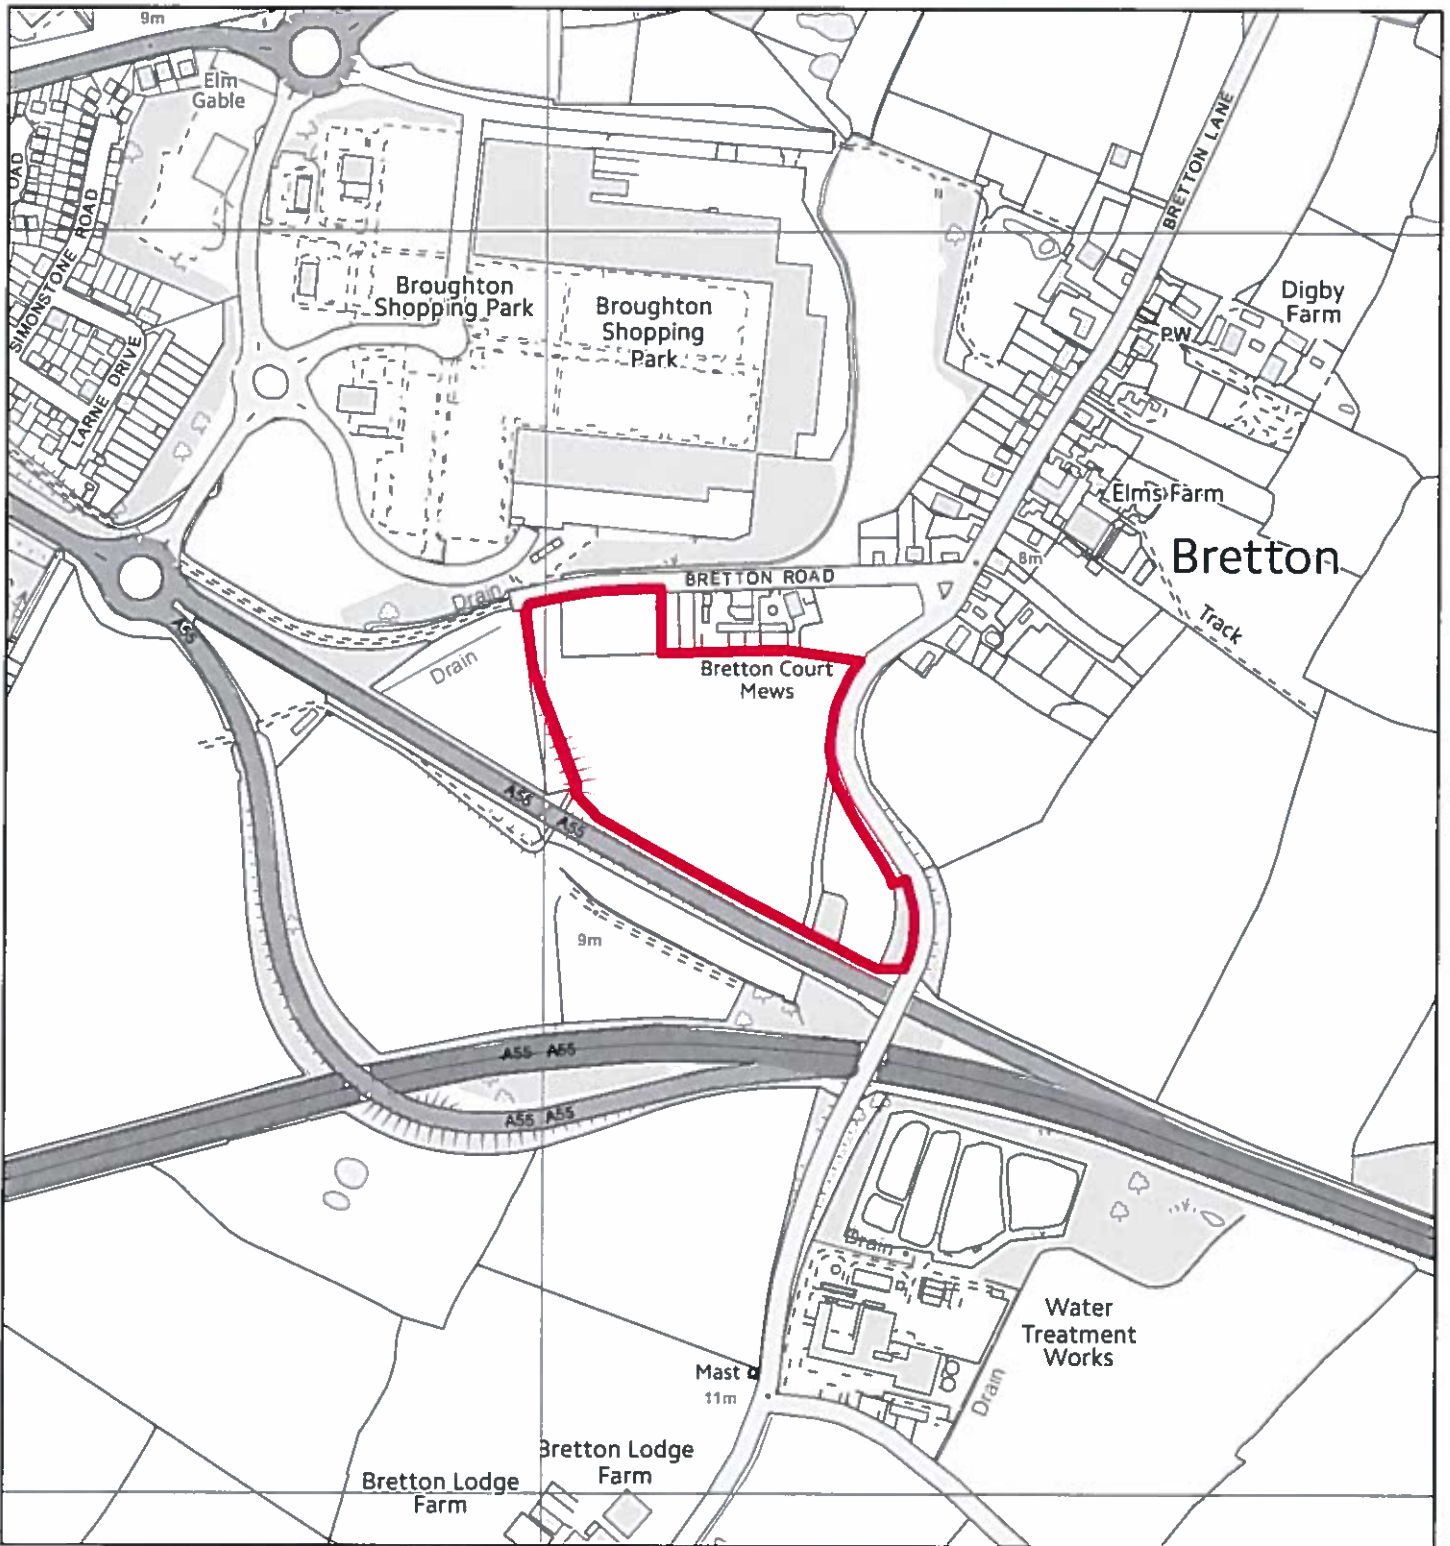 9m
Elm
Gable
BRETTON LANE
OAD
SIMONSTONE ROAD
Broughton
Shopping Park
Broughton
Shopping
Park
Digby
Farm
PW
LARNE DRIVE
Elms Farm
8m
Bretton
BRETTON ROAD
Drain
Track
A55
Drain
Bretton Court
Mews
A55
A55
9m
A55
A55
A55
A55
Drain
Water
Treatment
Works
Mast
11m
Drain
Bretton Lodge
Farm
Bretton Lodge
Farm